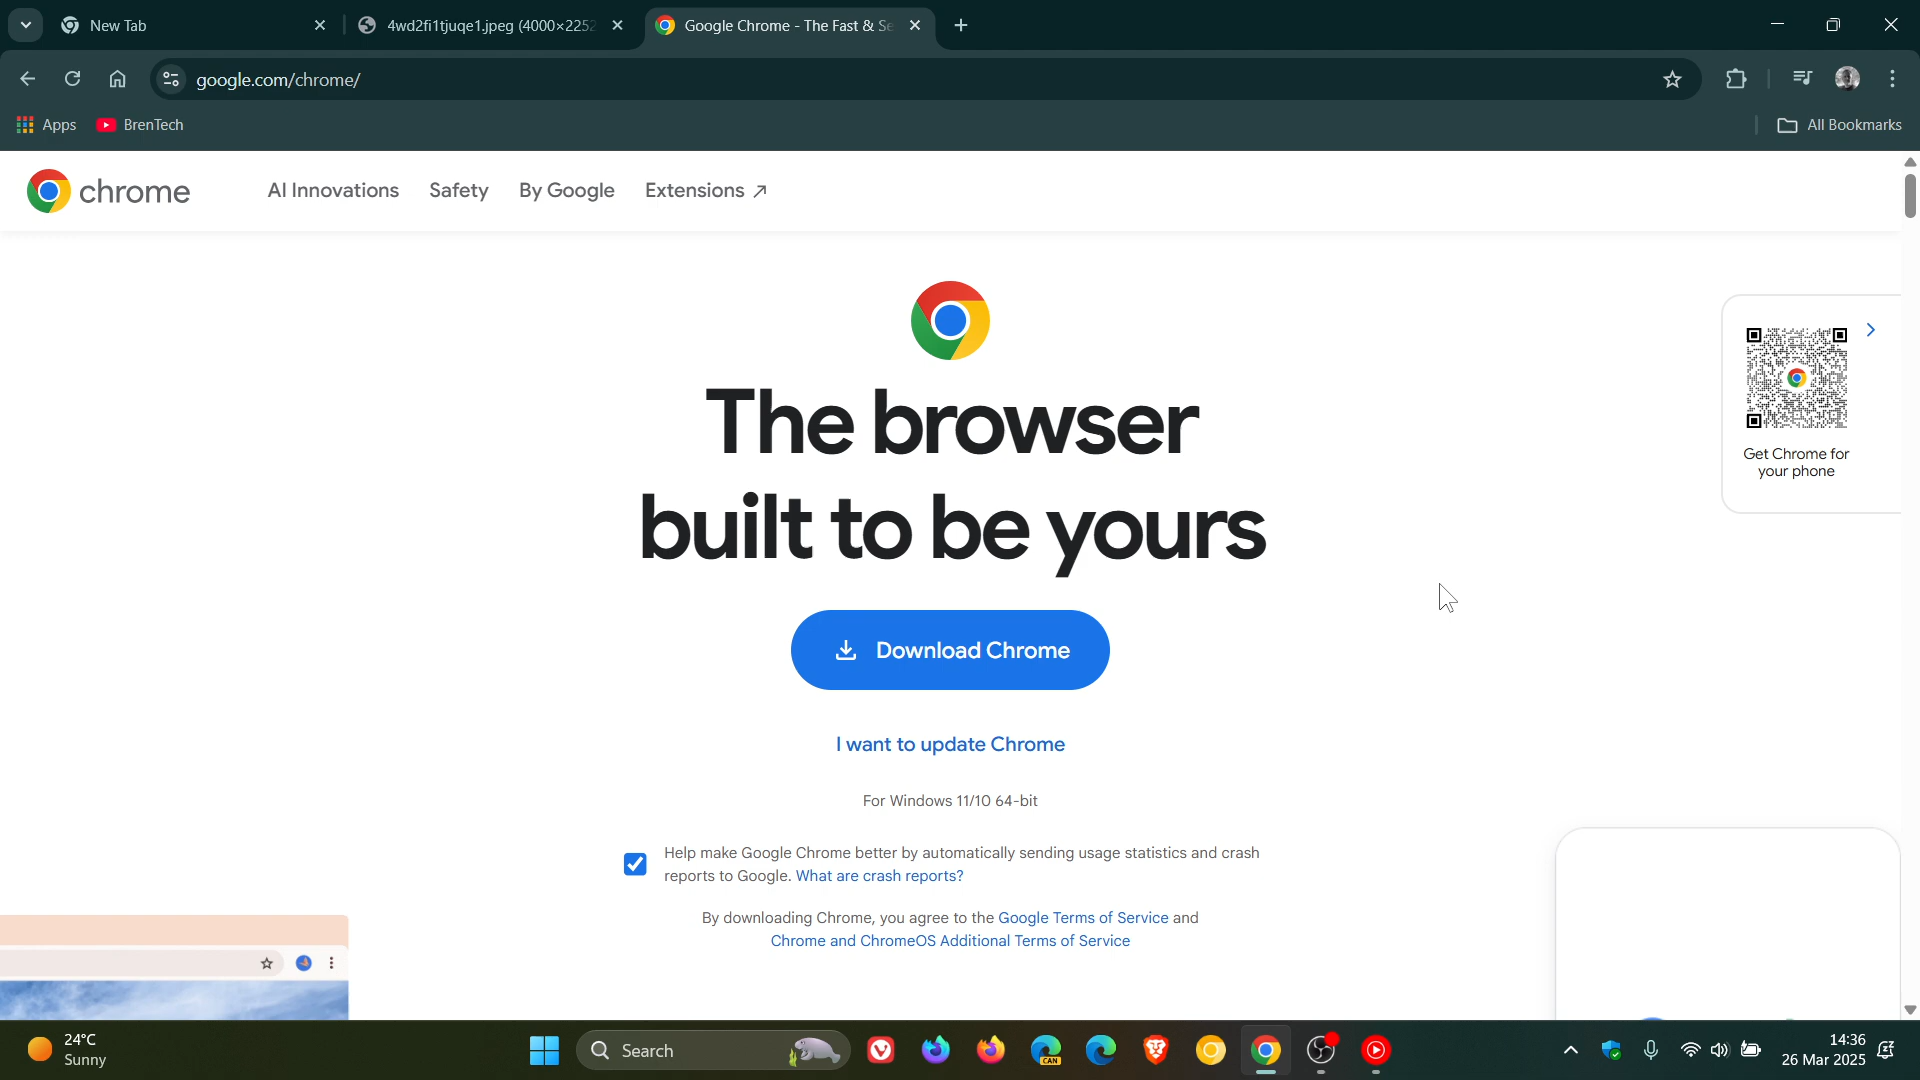 New Tab
4wd2fi1tjuqe1.jpeg (4000×2252
Google Chrome - The Fast & Se
google.com/chrome/
Apps
BrenTech
All Bookmarks
chrome
AI Innovations
Safety
By Google
Extensions
The browser
built to be yours
Get Chrome for
your phone
Download Chrome
I want to update Chrome
For Windows 11/10 64-bit
Help make Google Chrome better by automatically sending usage statistics and crash
reports to Google. What are crash reports?
By downloading Chrome, you agree to the Google Terms of Service and
Chrome and ChromeOS Additional Terms of Service
24°C
Sunny
Search
CAN
14:36
26 Mar 2025